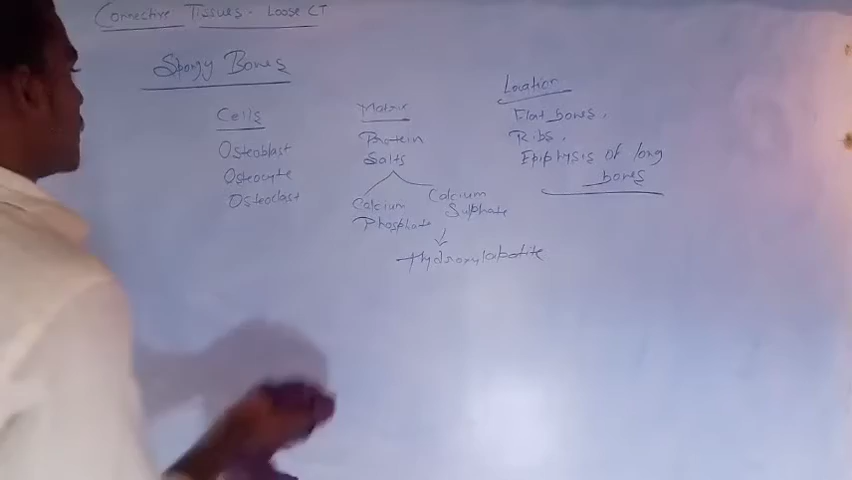 Connective Tissues - Loose CT
Spongy Bones
Cells
Osteoblast
Osteocyte
Osteoclast
Matrix
Protein
Salts
Calcium Phosphate
Calcium Sulphate
Hydroxylabatite
Location
Flat bones,
Ribs,
Epiphysis of long
bones